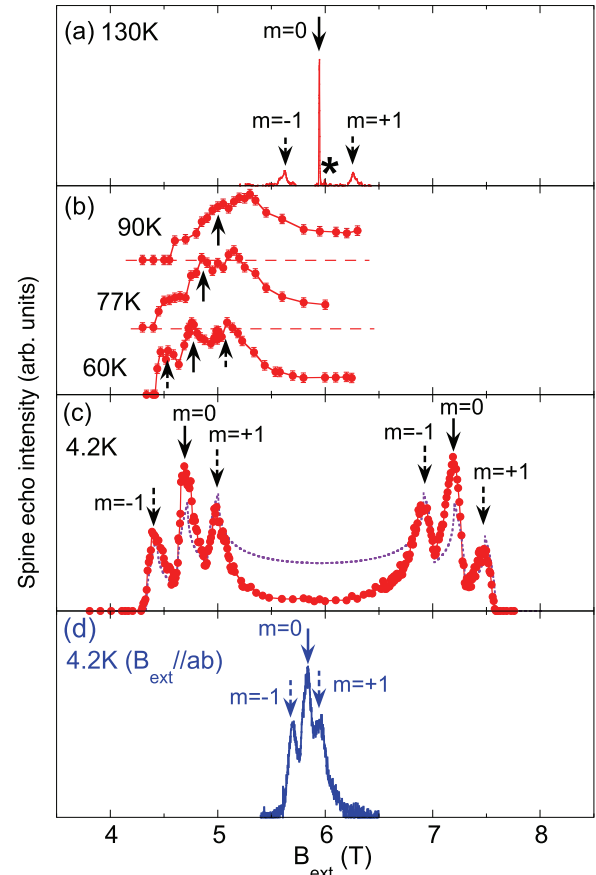 (a) 130K
m=0
m=-1
m=+1
*
(b)
90K
77K
60K
(c)
4.2K
m=-1
m=0
m=+1
m=-1
m=0
m=+1
(d)
4.2K (B_ext//ab)
m=0
m=-1
m=+1
Spine echo intensity (arb. units)
4 5 6 7 8
B_ext (T)